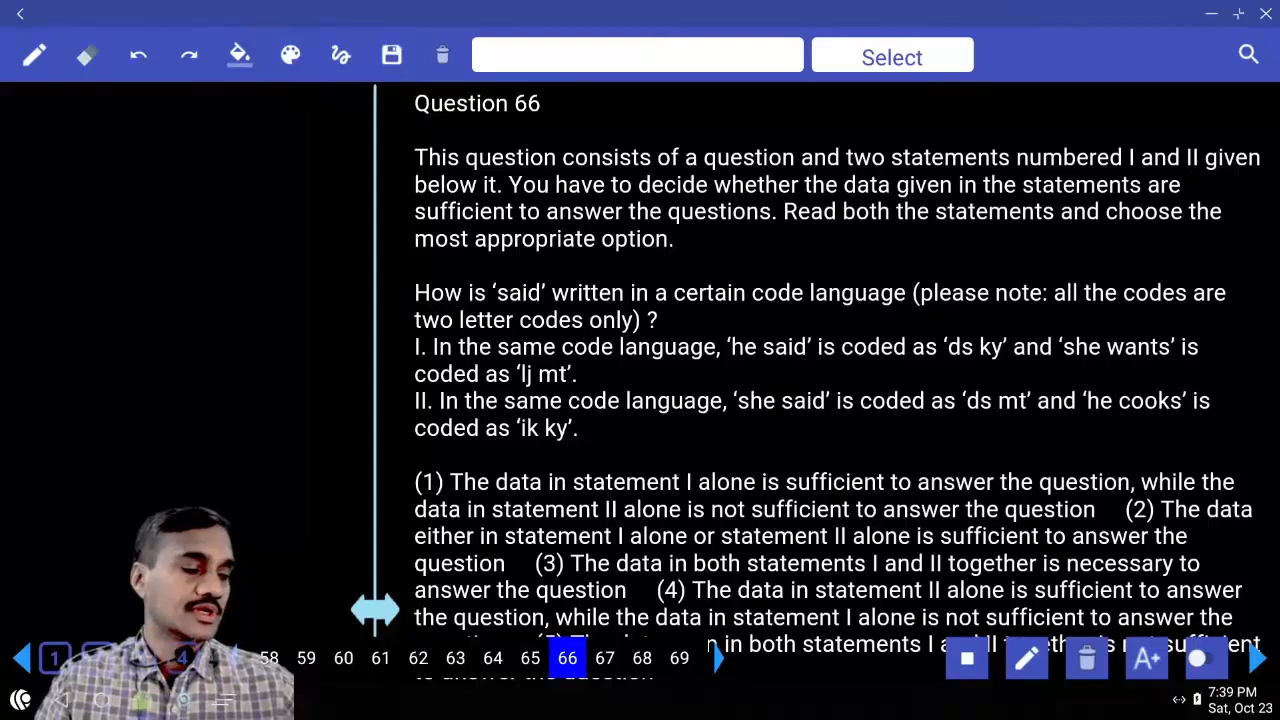 Select
Question 66
This question consists of a question and two statements numbered I and II given
below it. You have to decide whether the data given in the statements are
sufficient to answer the questions. Read both the statements and choose the
most appropriate option.
How is ‘said’ written in a certain code language (please note: all the codes are
two letter codes only) ?
I. In the same code language, ‘he said’ is coded as ‘ds ky’ and ‘she wants’ is
coded as ‘lj mt’.
II. In the same code language, ‘she said’ is coded as ‘ds mt’ and ‘he cooks’ is
coded as ‘ik ky’.
(1) The data in statement I alone is sufficient to answer the question, while the
data in statement II alone is not sufficient to answer the question (2) The data
either in statement I alone or statement II alone is sufficient to answer the
question (3) The data in both statements I and II together is necessary to
answer the question (4) The data in statement II alone is sufficient to answer
the question, while the data in statement I alone is not sufficient to answer the
in both statements I
to answer the question
1 4 58 59 60 61 62 63 64 65 66 67 68 69 A+
7:39 PM
Sat, Oct 23